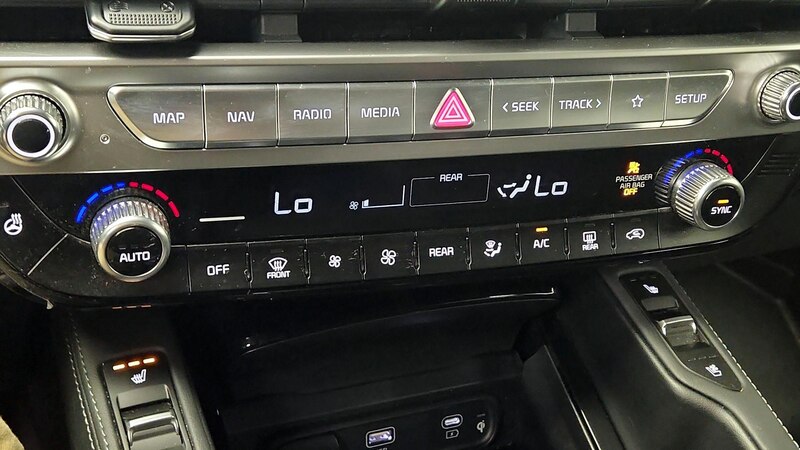 MAP
NAV
RADIO
MEDIA
< SEEK
TRACK >
SETUP
Lo
REAR
Lo
PASSENGER
AIR BAG
OFF
AUTO
SYNC
OFF
FRONT
REAR
A/C
REAR